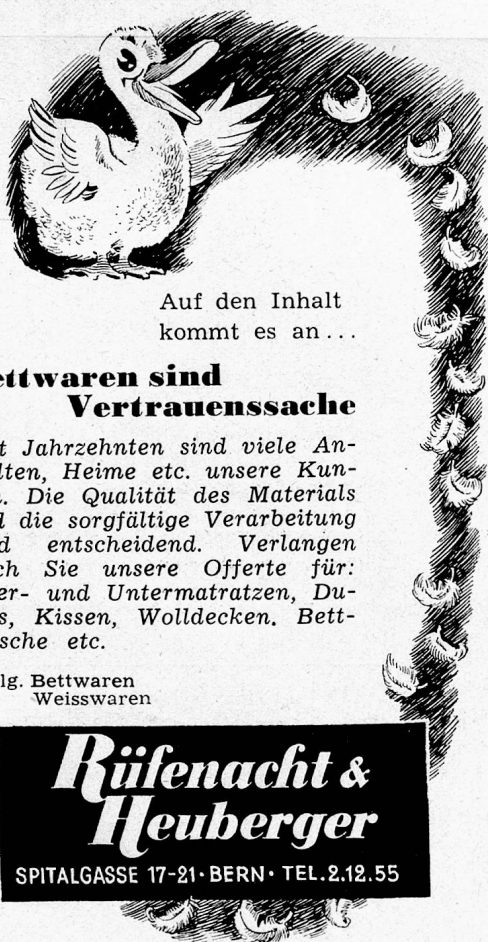 Auf den Inhalt
kommt es an...
ettwaren sind
Vertrauenssache
t Jahrzehnten sind viele An-
lten, Heime etc. unsere Kun-
. Die Qualität des Materials
d die sorgfältige Verarbeitung
d entscheidend. Verlangen
ch Sie unsere Offerte für:
er- und Untermatratzen, Du-
s, Kissen, Wolldecken. Bett-
sche etc.
lg. Bettwaren
Weisswaren
Rüfenacht &
Heuberger
SPITALGASSE 17-21 · BERN · TEL. 2.12.55